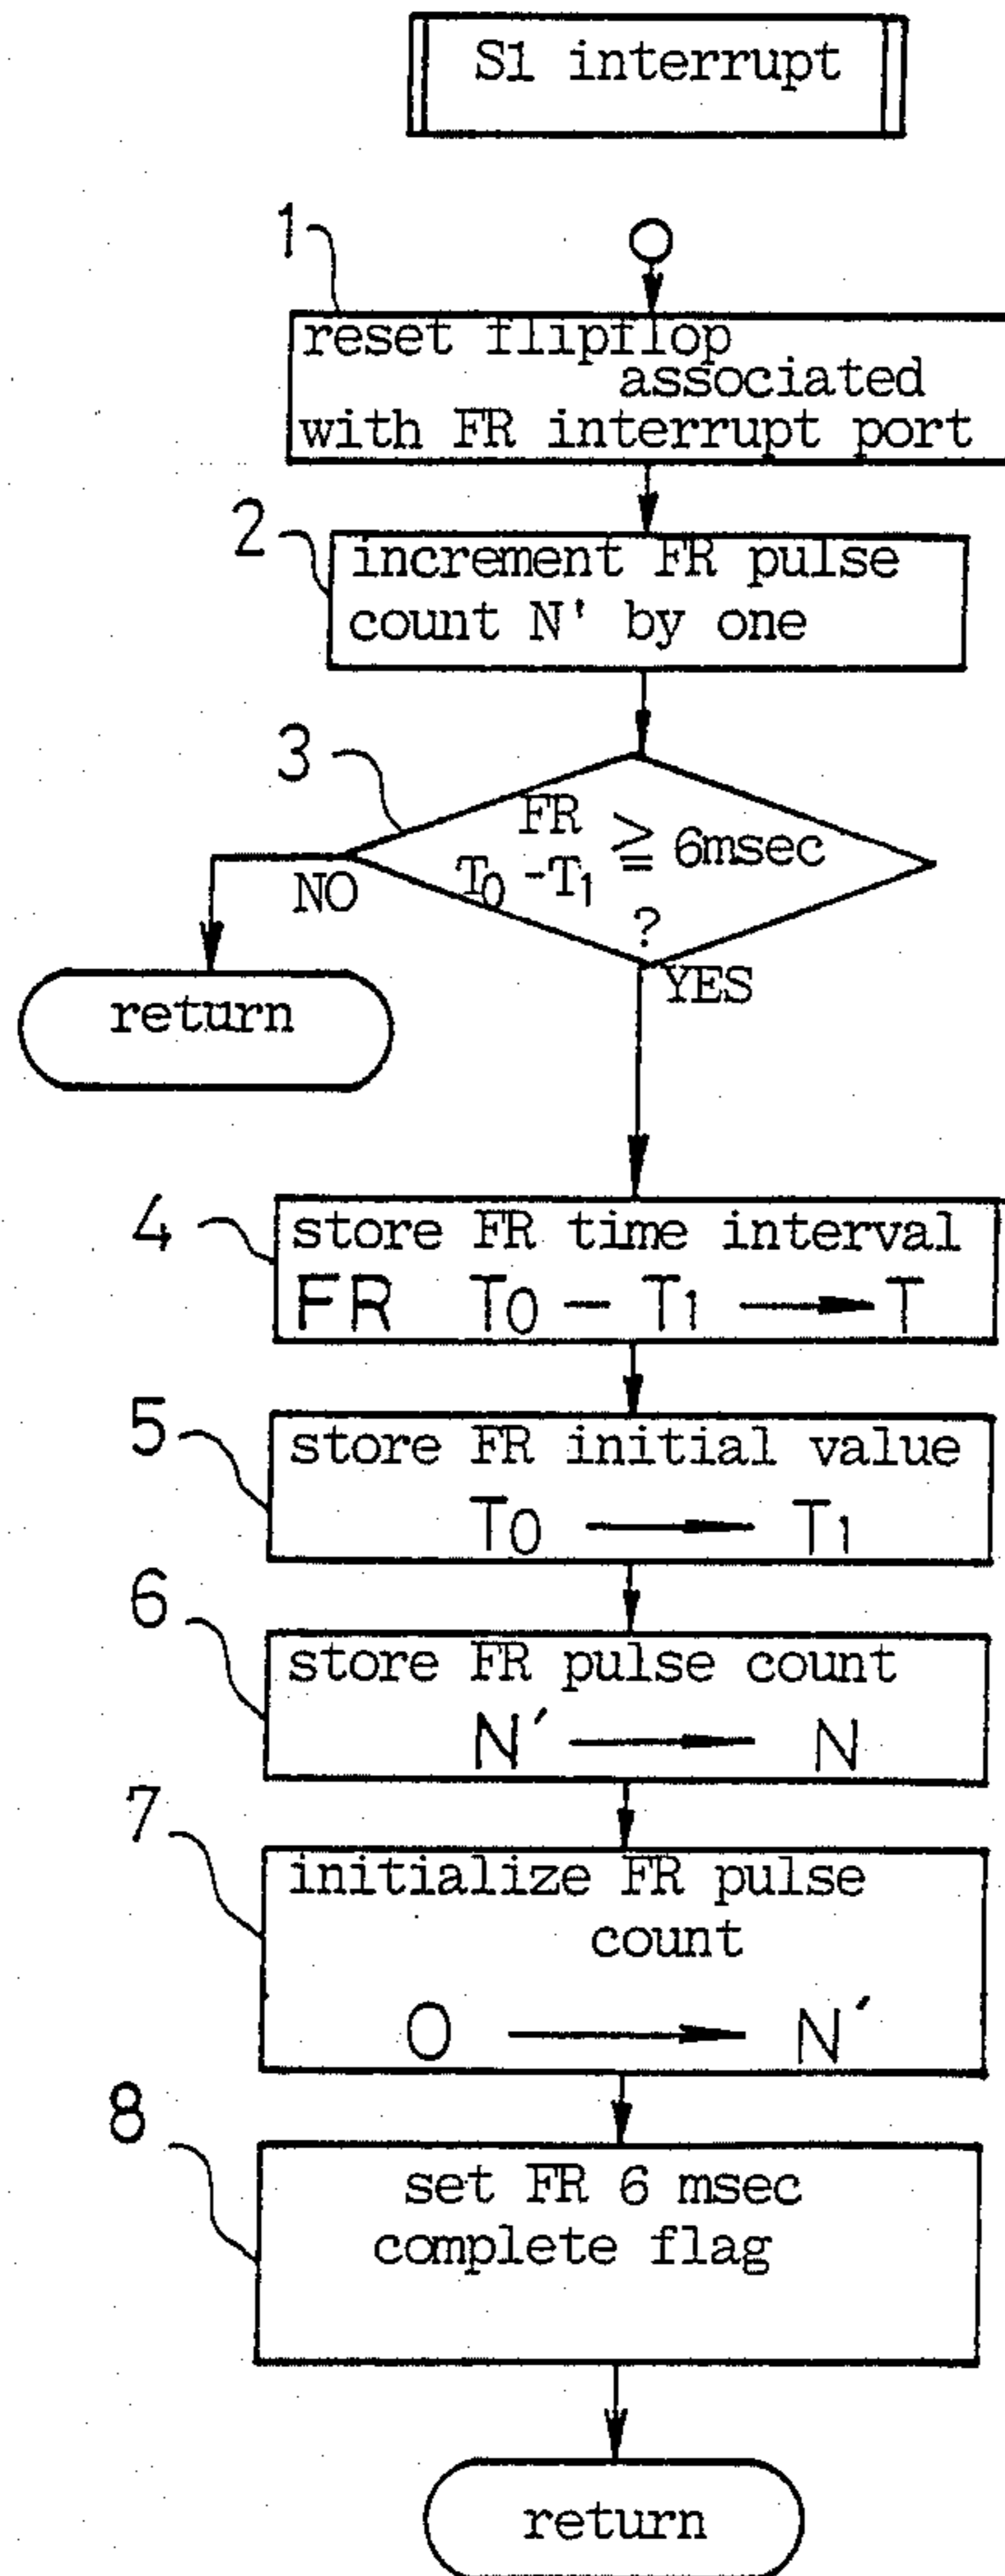 S1 interrupt
1
reset flipflop
associated
with FR interrupt port
2
increment FR pulse
count N' by one
3
FR
T0 -T1 ≧ 6msec
?
NO
YES
return
4
store FR time interval
FR T0 — T1 → T
5
store FR initial value
T0 → T1
6
store FR pulse count
N' → N
7
initialize FR pulse
count
0 → N'
8
set FR 6 msec
complete flag
return